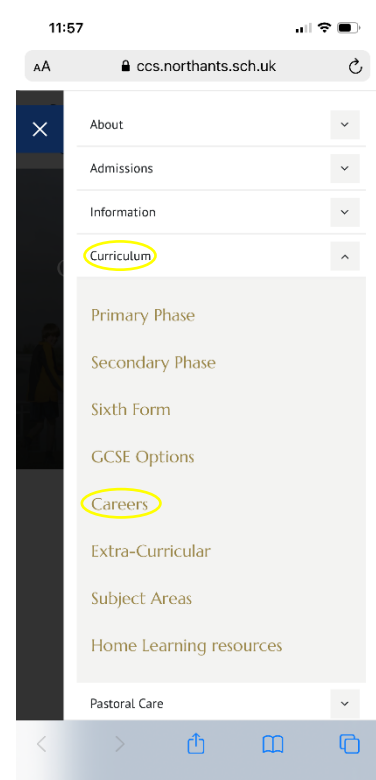 11:57
AA ccs.northants.sch.uk
About
Admissions
Information
Curriculum
Primary Phase
Secondary Phase
Sixth Form
GCSE Options
Careers
Extra-Curricular
Subject Areas
Home Learning resources
Pastoral Care